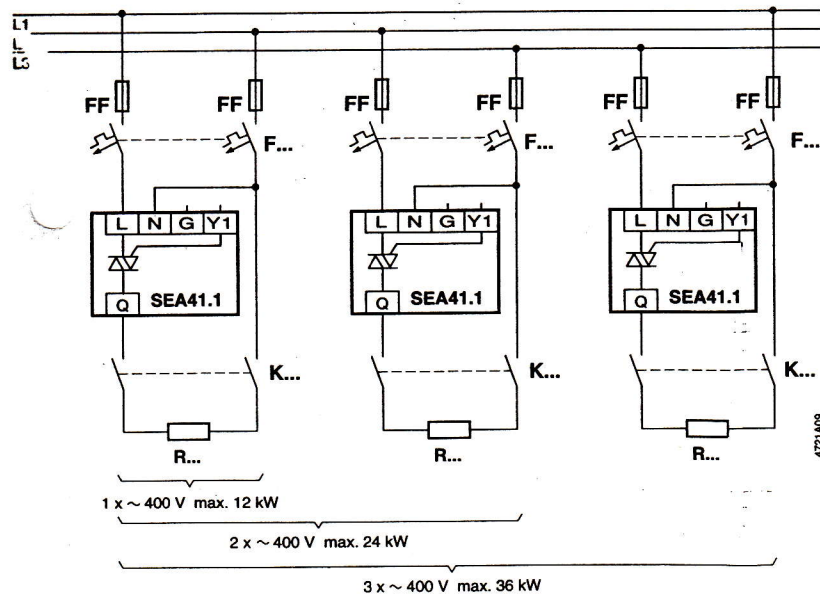 L1
L
L3
FF FF FF FF FF FF
F... F... F...
L N G Y1 L N G Y1 L N G Y1
Q SEA41.1 Q SEA41.1 Q SEA41.1
K... K... K...
R... R... R...
4721A09
1 x ~ 400 V max. 12 kW
2 x ~ 400 V max. 24 kW
3 x ~ 400 V max. 36 kW